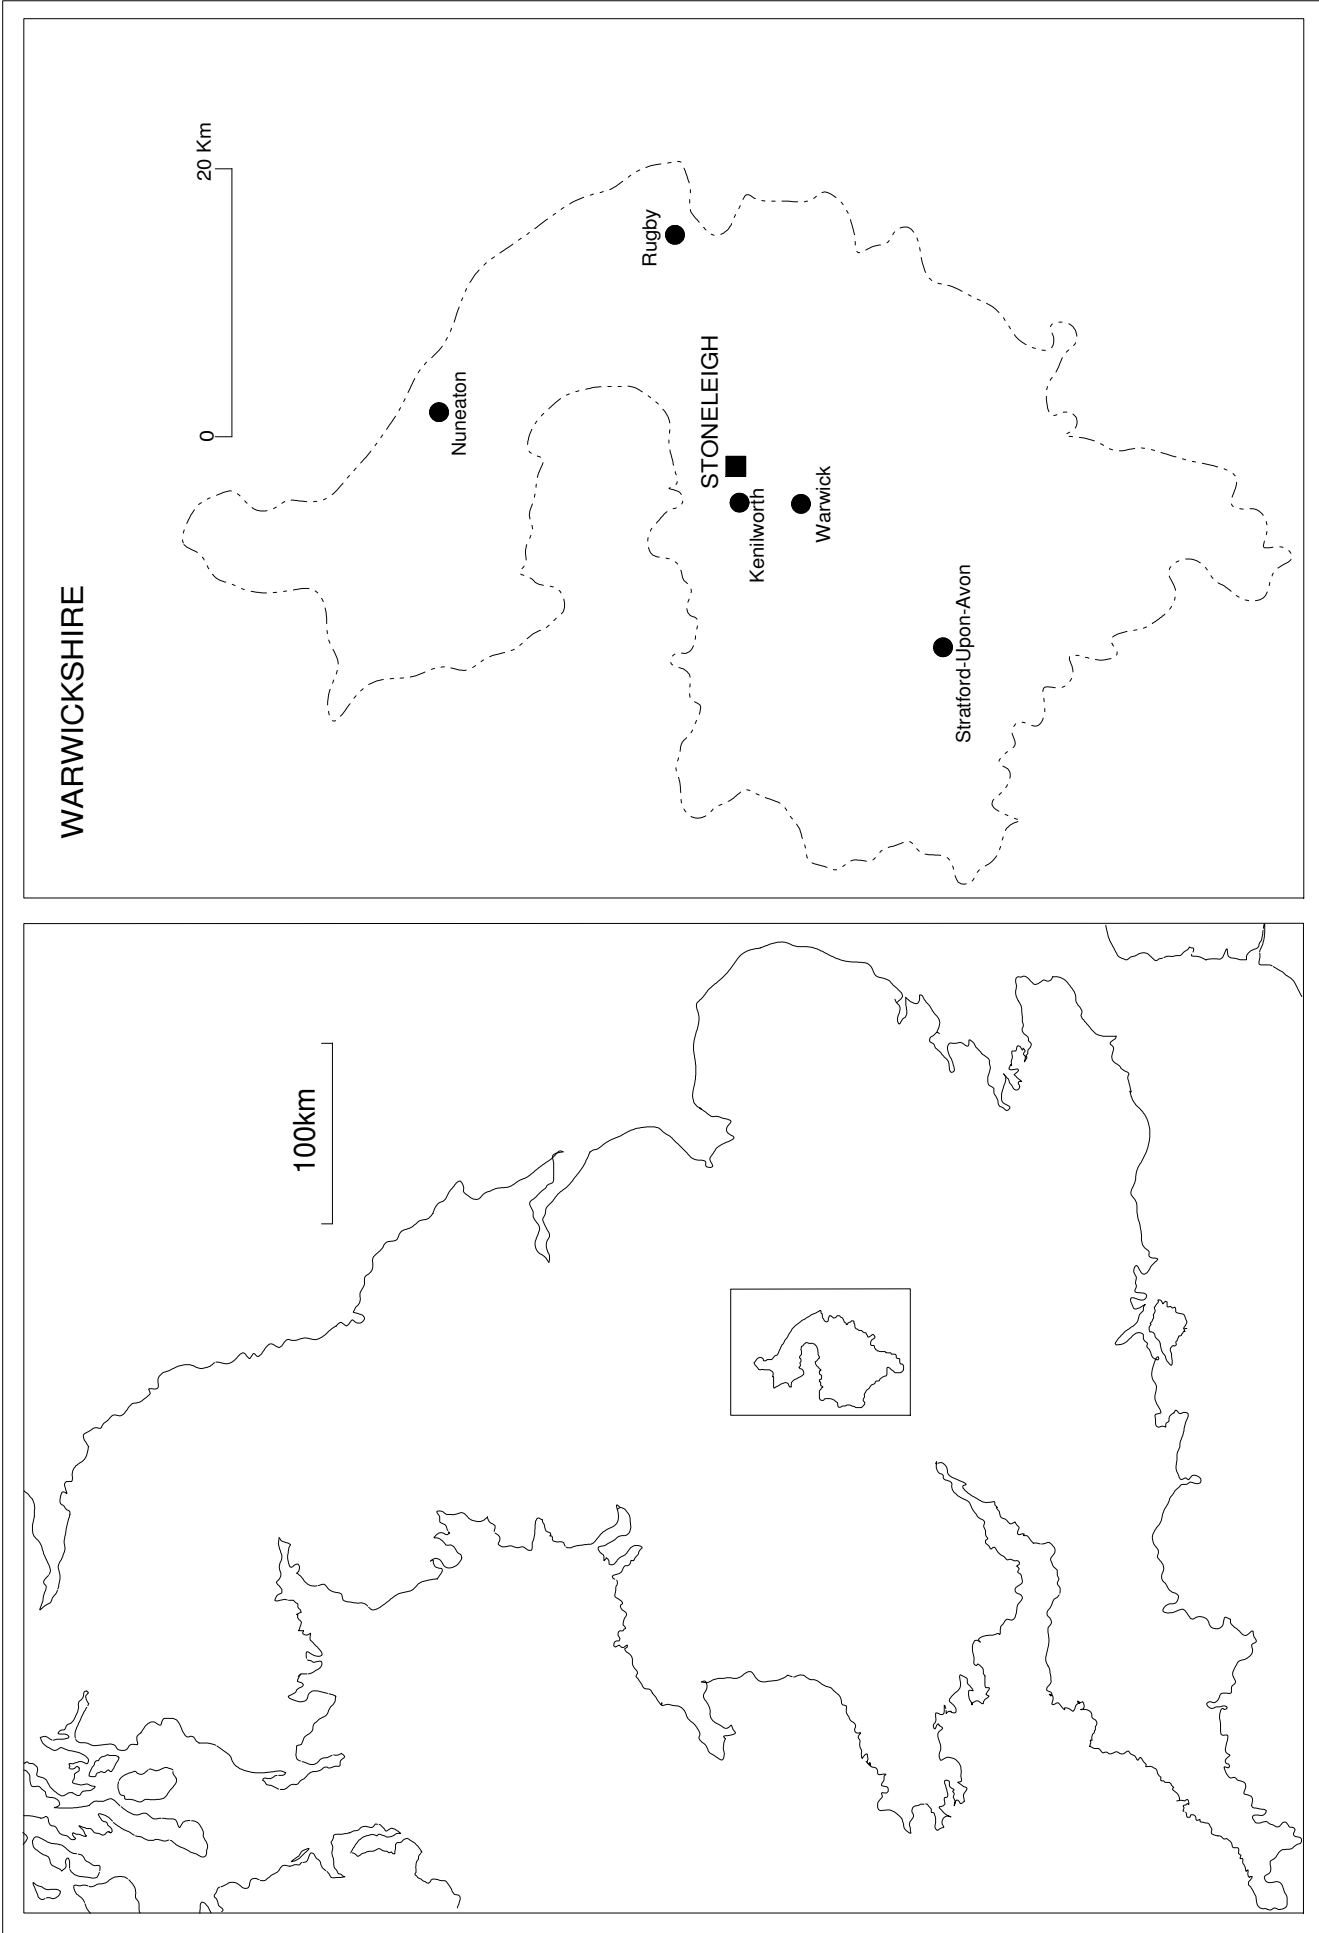 100km
WARWICKSHIRE
0
20 Km
Nuneaton
Rugby
STONELEIGH
Kenilworth
Warwick
Stratford-Upon-Avon